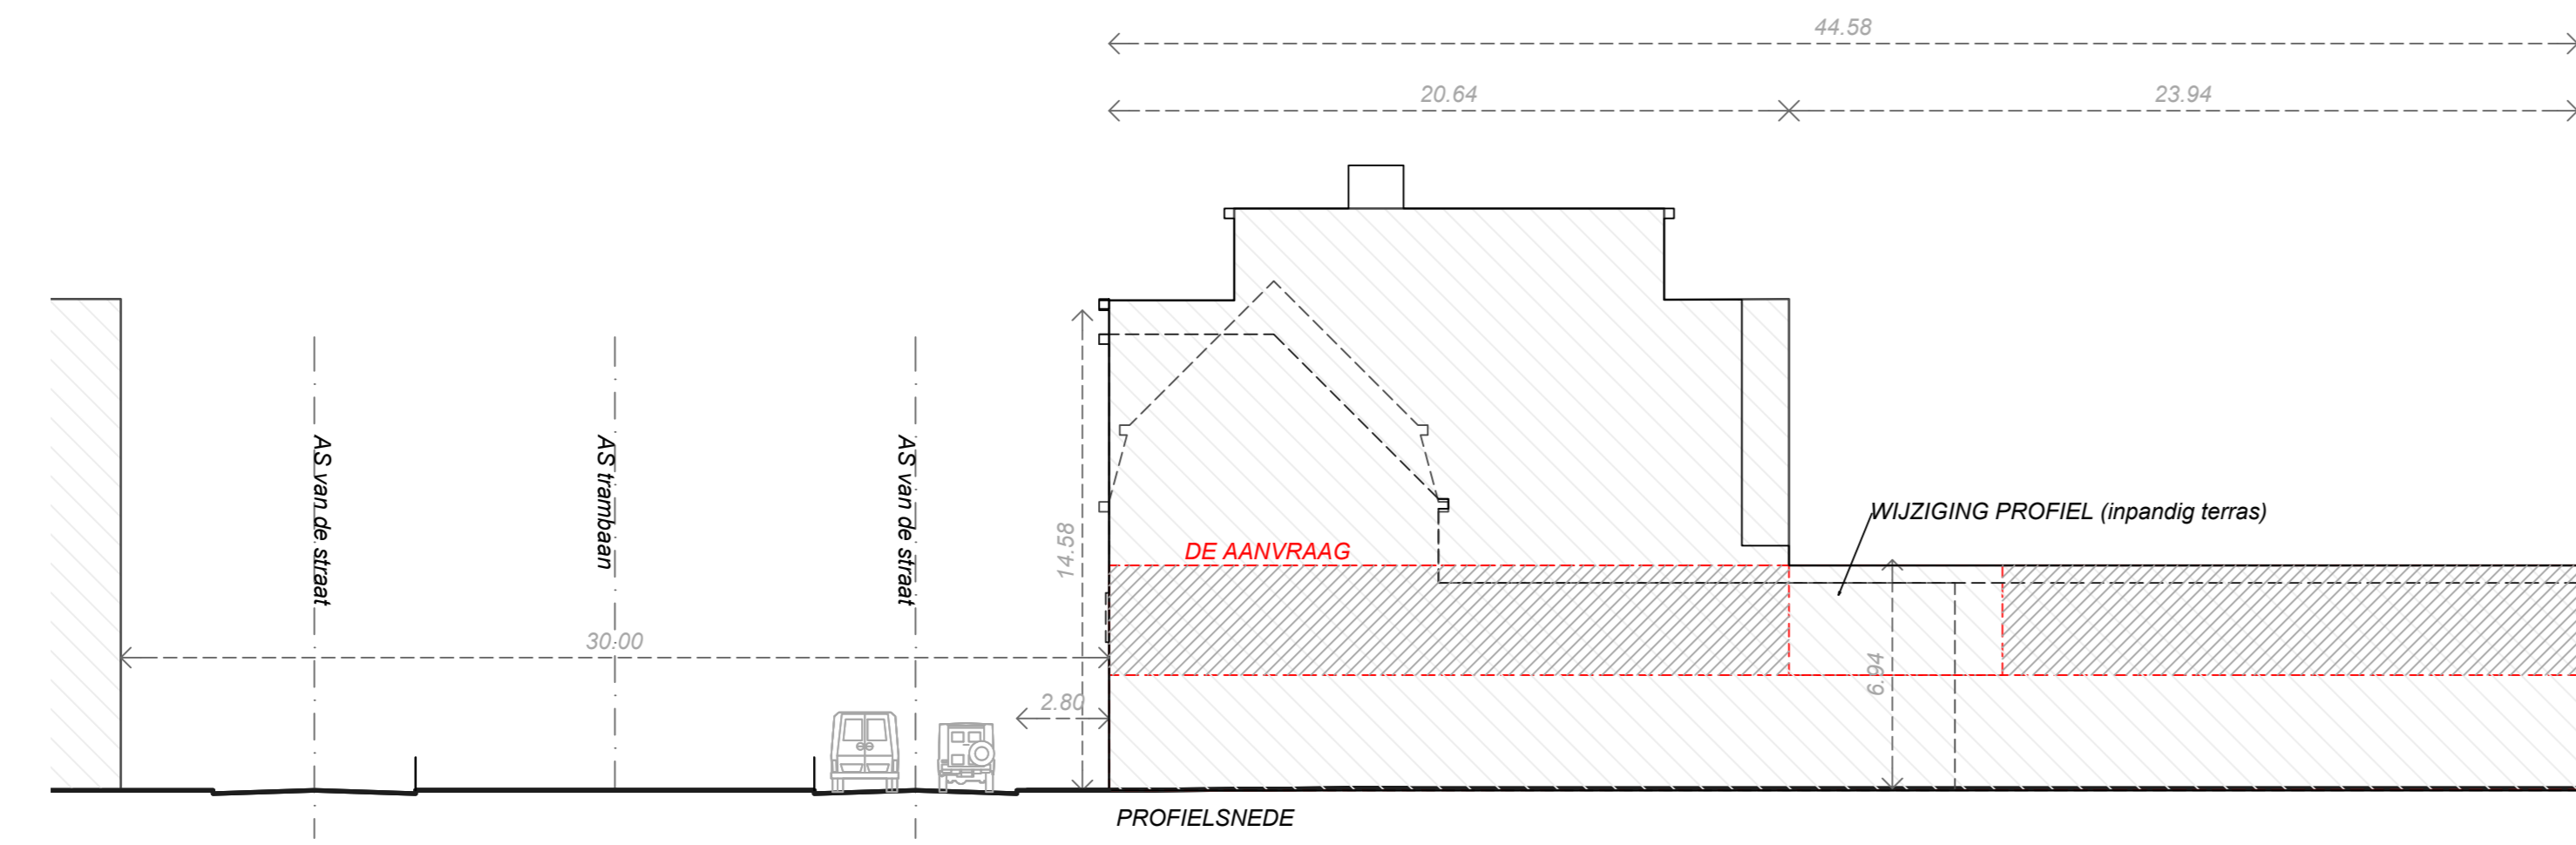 44.58
20.64
23.94
AS van de straat
AS trambaan
AS van de straat
14.58
WIJZIGING PROFIEL (inpandig terras)
DE AANVRAAG
30.00
6.94
2.80
PROFIELSNEDE